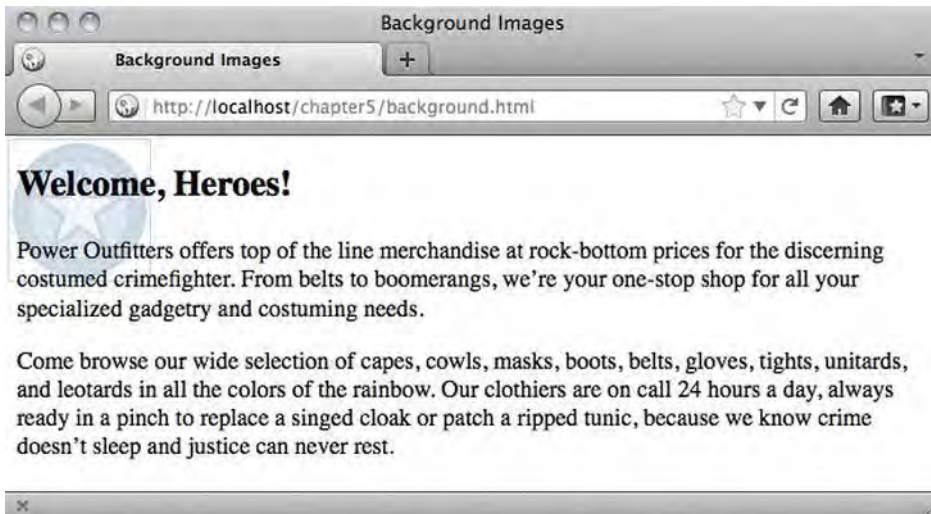 Background Images
Background Images
http://localhost/chapter5/background.html
Welcome, Heroes!
Power Outfitters offers top of the line merchandise at rock-bottom prices for the discerning
costumed crimefighter. From belts to boomerangs, we’re your one-stop shop for all your
specialized gadgetry and costuming needs.
Come browse our wide selection of capes, cowls, masks, boots, belts, gloves, tights, unitards,
and leotards in all the colors of the rainbow. Our clothiers are on call 24 hours a day, always
ready in a pinch to replace a singed cloak or patch a ripped tunic, because we know crime
doesn’t sleep and justice can never rest.